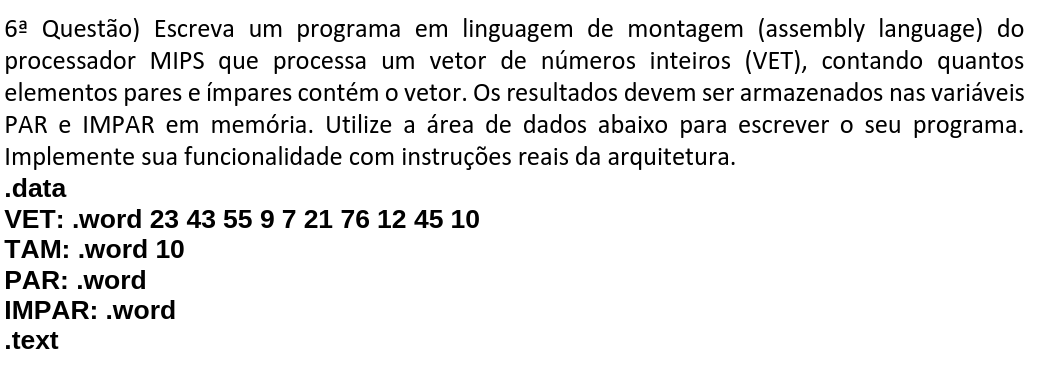 6ª Questão) Escreva um programa em linguagem de montagem (assembly language) do
processador MIPS que processa um vetor de números inteiros (VET), contando quantos
elementos pares e ímpares contém o vetor. Os resultados devem ser armazenados nas variáveis
PAR e IMPAR em memória. Utilize a área de dados abaixo para escrever o seu programa.
Implemente sua funcionalidade com instruções reais da arquitetura.
.data
VET: .word 23 43 55 9 7 21 76 12 45 10
TAM: .word 10
PAR: .word
IMPAR: .word
.text